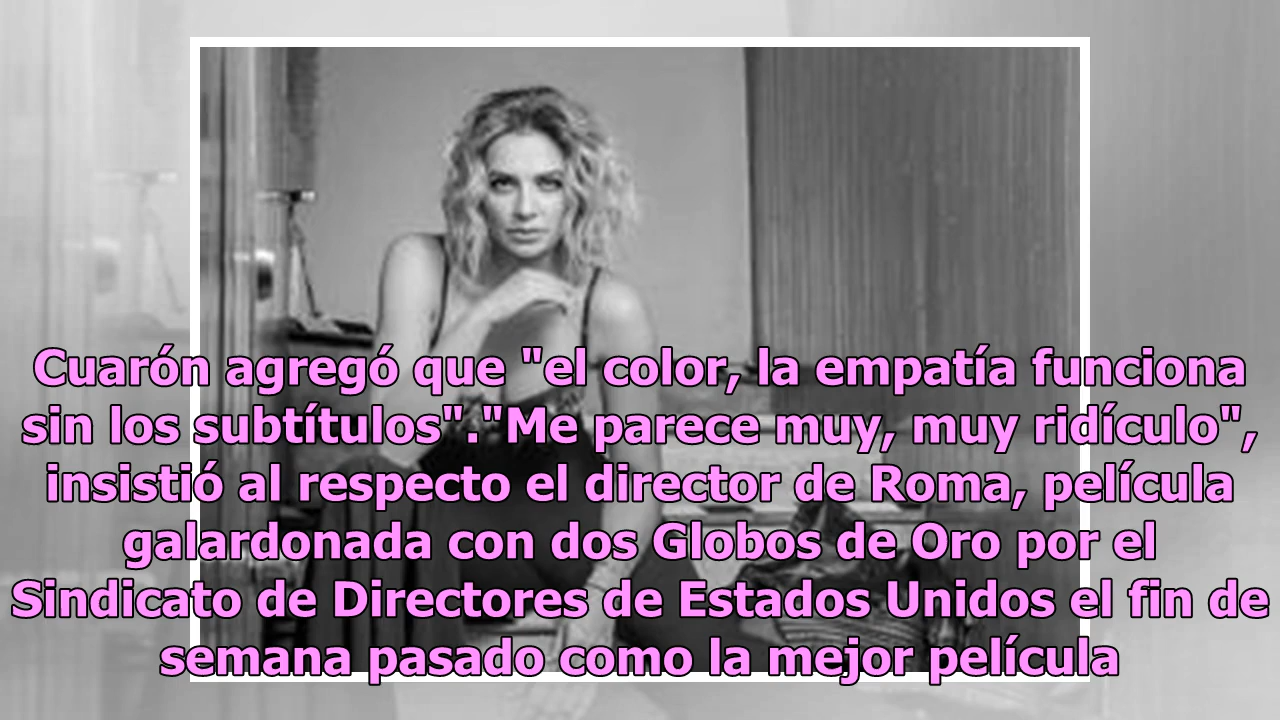 Cuarón agregó que "el color, la empatía funciona
sin los subtítulos"."Me parece muy, muy ridículo",
insistió al respecto el director de Roma, película
galardonada con dos Globos de Oro por el
Sindicato de Directores de Estados Unidos el fin de
semana pasado como la mejor película